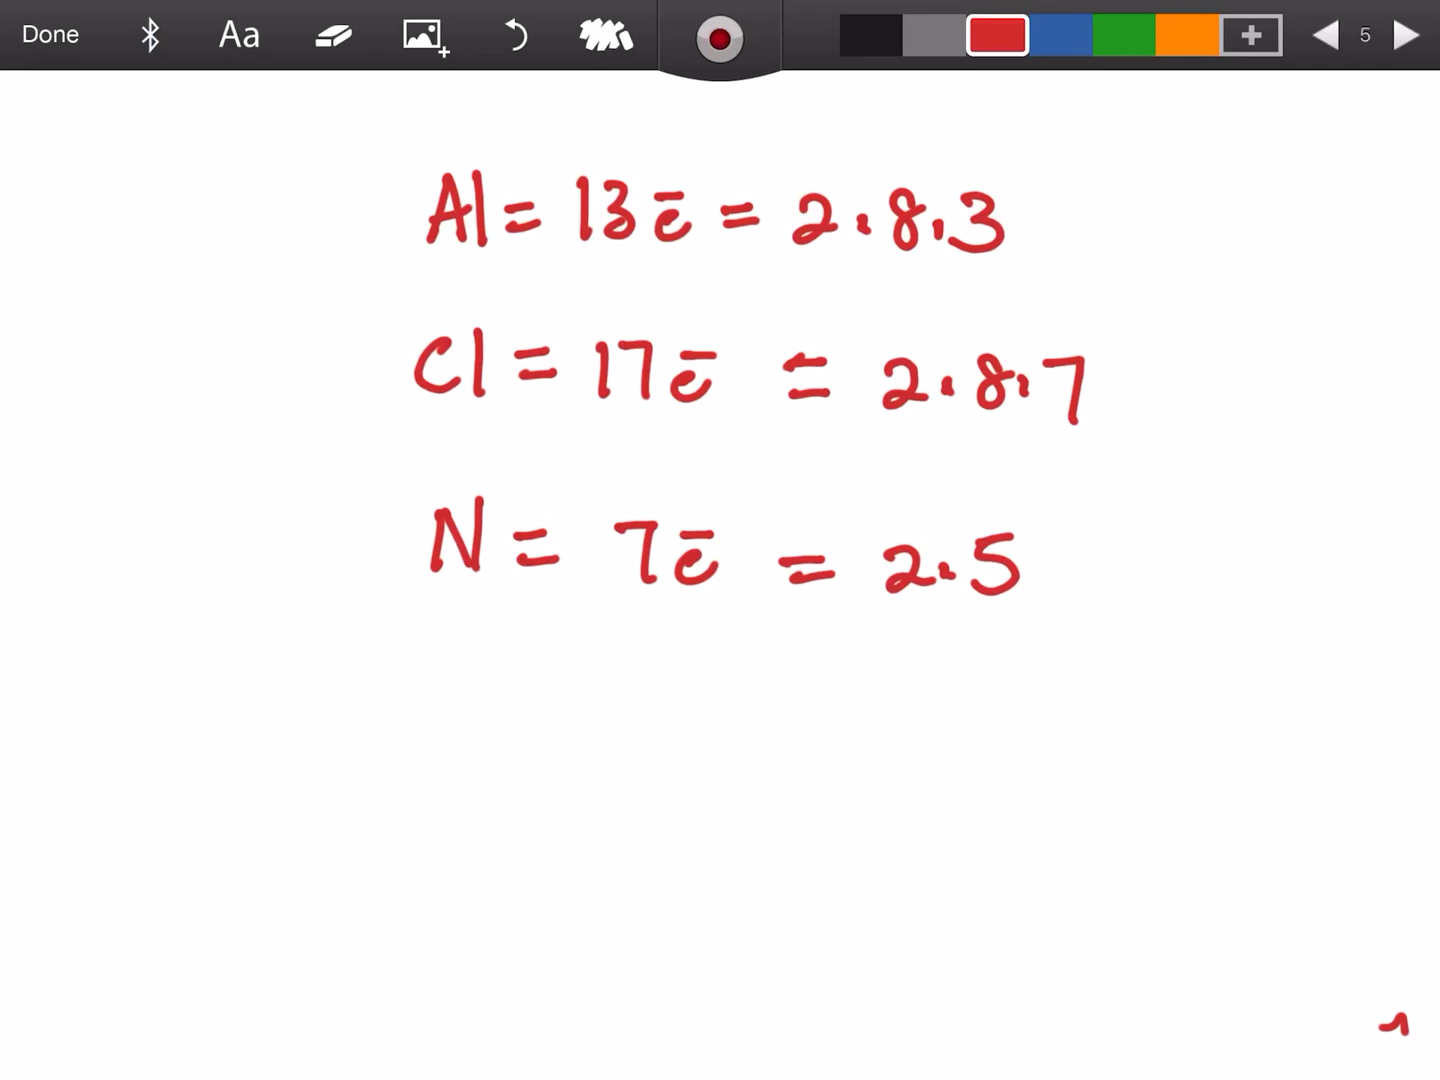 Done Aa 5
Al = 13ē = 2.8.3
Cl = 17ē = 2.8.7
N = 7ē = 2.5